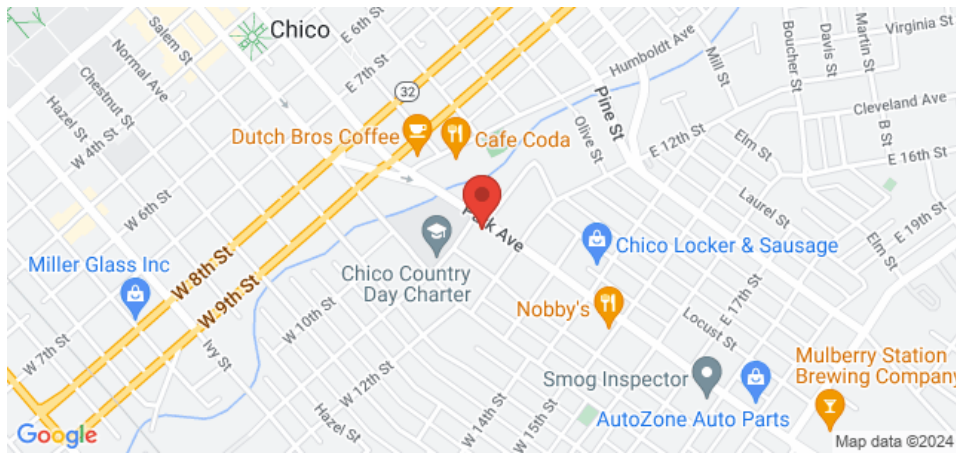 Chico
Salem St
Normal Ave
Chestnut St
Hazel St
W 4th St
W 6th St
E 6th St
E 7th St
32
Humboldt Ave
Pine St
Olive St
Mill St
Boucher St
Davis St
Martin St
Virginia St
Cleveland Ave
B St
E 12th St
Elm St
E 16th St
Laurel St
Elm St
E 19th St
Dutch Bros Coffee
Cafe Coda
Park Ave
Chico Country
Day Charter
Chico Locker & Sausage
Miller Glass Inc
W 8th St
W 9th St
W 10th St
W 7th St
Ivy St
W 12th St
Hazel St
W 14th St
W 15th St
Nobby's
E 17th St
Locust St
Smog Inspector
AutoZone Auto Parts
Mulberry Station
Brewing Company
Google
Map data ©2024